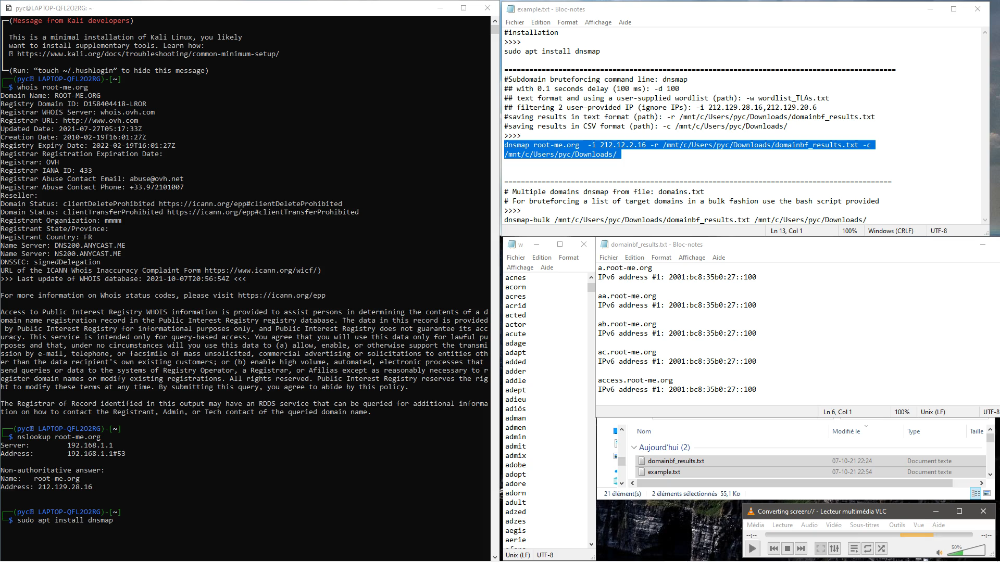 pyc@LAPTOP-QFL2O2RG: ~
(Message from Kali developers)
This is a minimal installation of Kali Linux, you likely
want to install supplementary tools. Learn how:
https://www.kali.org/docs/troubleshooting/common-minimum-setup/
(Run: “touch ~/.hushlogin” to hide this message)
(pyc LAPTOP-QFL2O2RG)-[~]
$ whois root-me.org
Domain Name: ROOT-ME.ORG
Registry Domain ID: D158404418-LROR
Registrar WHOIS Server: whois.ovh.com
Registrar URL: http://www.ovh.com
Updated Date: 2021-07-27T05:17:33Z
Creation Date: 2010-02-19T16:01:27Z
Registry Expiry Date: 2022-02-19T16:01:27Z
Registrar Registration Expiration Date:
Registrar: OVH
Registrar IANA ID: 433
Registrar Abuse Contact Email: abuse@ovh.net
Registrar Abuse Contact Phone: +33.972101007
Reseller:
Domain Status: clientDeleteProhibited https://icann.org/epp#clientDeleteProhibited
Domain Status: clientTransferProhibited https://icann.org/epp#clientTransferProhibited
Registrant Organization: mmmm
Registrant State/Province:
Registrant Country: FR
Name Server: DNS200.ANYCAST.ME
Name Server: NS200.ANYCAST.ME
DNSSEC: signedDelegation
URL of the ICANN Whois Inaccuracy Complaint Form https://www.icann.org/wicf/)
>>> Last update of WHOIS database: 2021-10-07T20:56:54Z <<<
For more information on Whois status codes, please visit https://icann.org/epp
Access to Public Interest Registry WHOIS information is provided to assist persons in determining the contents of a d
omain name registration record in the Public Interest Registry registry database. The data in this record is provided
by Public Interest Registry for informational purposes only, and Public Interest Registry does not guarantee its acc
uracy. This service is intended only for query-based access. You agree that you will use this data only for lawful pu
rposes and that, under no circumstances will you use this data to (a) allow, enable, or otherwise support the transmi
ssion by e-mail, telephone, or facsimile of mass unsolicited, commercial advertising or solicitations to entities oth
er than the data recipient's own existing customers; or (b) enable high volume, automated, electronic processes that
send queries or data to the systems of Registry Operator, a Registrar, or Afilias except as reasonably necessary to r
egister domain names or modify existing registrations. All rights reserved. Public Interest Registry reserves the rig
ht to modify these terms at any time. By submitting this query, you agree to abide by this policy.
The Registrar of Record identified in this output may have an RDDS service that can be queried for additional informa
tion on how to contact the Registrant, Admin, or Tech contact of the queried domain name.
(pyc LAPTOP-QFL2O2RG)-[~]
$ nslookup root-me.org
Server: 192.168.1.1
Address: 192.168.1.1#53
Non-authoritative answer:
Name: root-me.org
Address: 212.129.28.16
(pyc LAPTOP-QFL2O2RG)-[~]
$ sudo apt install dnsmap
example.txt - Bloc-notes
Fichier Edition Format Affichage Aide
#installation
>>>>
sudo apt install dnsmap
==============================================================================================
#Subdomain bruteforcing command line: dnsmap
## with 0.1 seconds delay (100 ms): -d 100
## text format and using a user-supplied wordlist (path): -w wordlist_TLAs.txt
## filtering 2 user-provided IP (ignore IPs): -i 212.129.28.16,212.129.20.6
#saving results in text format (path): -r /mnt/c/Users/pyc/Downloads/domainbf_results.txt
#saving results in CSV format (path): -c /mnt/c/Users/pyc/Downloads/
>>>>
dnsmap root-me.org  -i 212.12.2.16 -r /mnt/c/Users/pyc/Downloads/domainbf_results.txt -c
/mnt/c/Users/pyc/Downloads/
=============================================================================================
# Multiple domains dnsmap from file: domains.txt
# For bruteforcing a list of target domains in a bulk fashion use the bash script provided
>>>>
dnsmap-bulk /mnt/c/Users/pyc/Downloads/domainbf_results.txt /mnt/c/Users/pyc/Downloads/
Ln 13, Col 1 100% Windows (CRLF) UTF-8
w
Fichier Edition Format
Affichage Aide
acnes
acorn
acres
acrid
acted
actor
acute
adage
adapt
added
adder
addle
adept
adieu
adiós
adman
admen
admin
admit
admix
adobe
adopt
adore
adorn
adult
adzed
adzes
aegis
aerie
Unix (LF) UTF-8
domainbf_results.txt - Bloc-notes
Fichier Edition Format Affichage Aide
a.root-me.org
IPv6 address #1: 2001:bc8:35b0:27::100
aa.root-me.org
IPv6 address #1: 2001:bc8:35b0:27::100
ab.root-me.org
IPv6 address #1: 2001:bc8:35b0:27::100
ac.root-me.org
IPv6 address #1: 2001:bc8:35b0:27::100
access.root-me.org
IPv6 address #1: 2001:bc8:35b0:27::100
Ln 6, Col 1 100% Unix (LF) UTF-8
Nom Modifié le Type Taille
Aujourd'hui (2)
domainbf_results.txt 07-10-21 22:24 Document texte
example.txt 07-10-21 22:54 Document texte
21 élément(s) 2 éléments sélectionnés 55,1 Ko
Converting screen:// - Lecteur multimédia VLC
Média Lecture Audio Vidéo Sous-titres Outils Vue Aide
--:-- --:--
50%